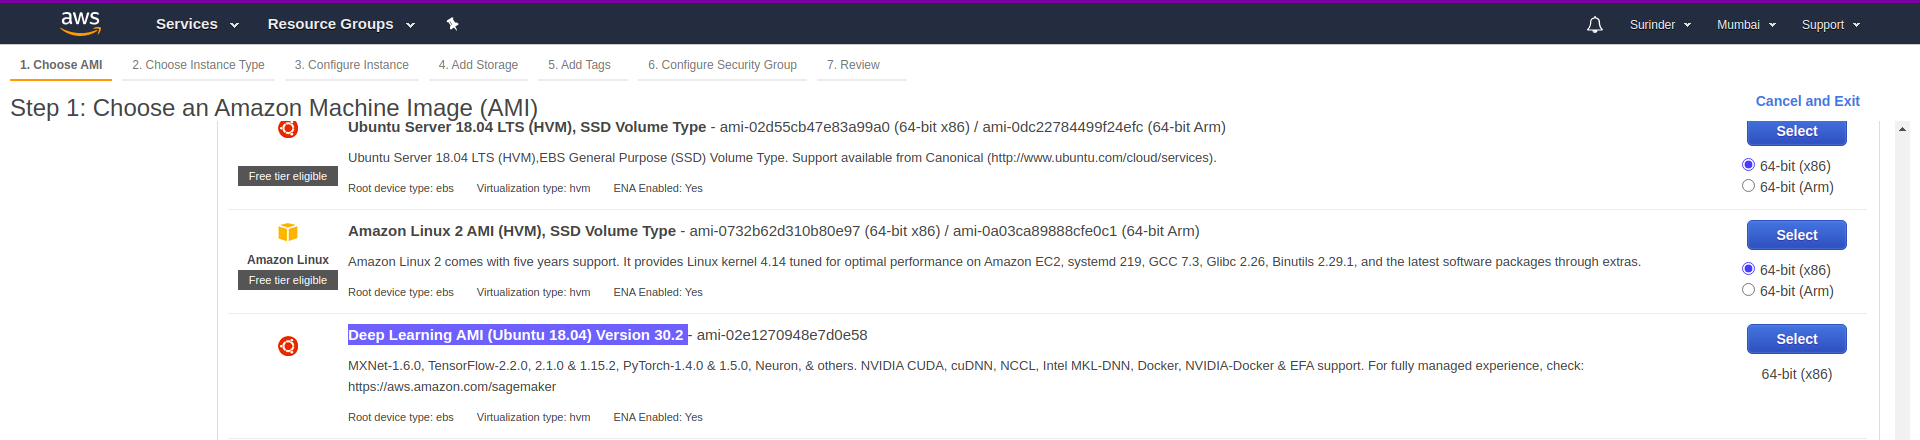 aws Services Resource Groups Surinder Mumbai Support
1. Choose AMI 2. Choose Instance Type 3. Configure Instance 4. Add Storage 5. Add Tags 6. Configure Security Group 7. Review
Step 1: Choose an Amazon Machine Image (AMI) Cancel and Exit
Ubuntu Server 18.04 LTS (HVM), SSD Volume Type - ami-02d55cb47e83a99a0 (64-bit x86) / ami-0dc22784499f24efc (64-bit Arm) Select
Ubuntu Server 18.04 LTS (HVM),EBS General Purpose (SSD) Volume Type. Support available from Canonical (http://www.ubuntu.com/cloud/services). 64-bit (x86)
Free tier eligible Root device type: ebs Virtualization type: hvm ENA Enabled: Yes 64-bit (Arm)
Amazon Linux 2 AMI (HVM), SSD Volume Type - ami-0732b62d310b80e97 (64-bit x86) / ami-0a03ca89888cfe0c1 (64-bit Arm) Select
Amazon Linux Amazon Linux 2 comes with five years support. It provides Linux kernel 4.14 tuned for optimal performance on Amazon EC2, systemd 219, GCC 7.3, Glibc 2.26, Binutils 2.29.1, and the latest software packages through extras. 64-bit (x86)
Free tier eligible Root device type: ebs Virtualization type: hvm ENA Enabled: Yes 64-bit (Arm)
Deep Learning AMI (Ubuntu 18.04) Version 30.2 - ami-02e1270948e7d0e58 Select
MXNet-1.6.0, TensorFlow-2.2.0, 2.1.0 & 1.15.2, PyTorch-1.4.0 & 1.5.0, Neuron, & others. NVIDIA CUDA, cuDNN, NCCL, Intel MKL-DNN, Docker, NVIDIA-Docker & EFA support. For fully managed experience, check: 64-bit (x86)
https://aws.amazon.com/sagemaker
Root device type: ebs Virtualization type: hvm ENA Enabled: Yes